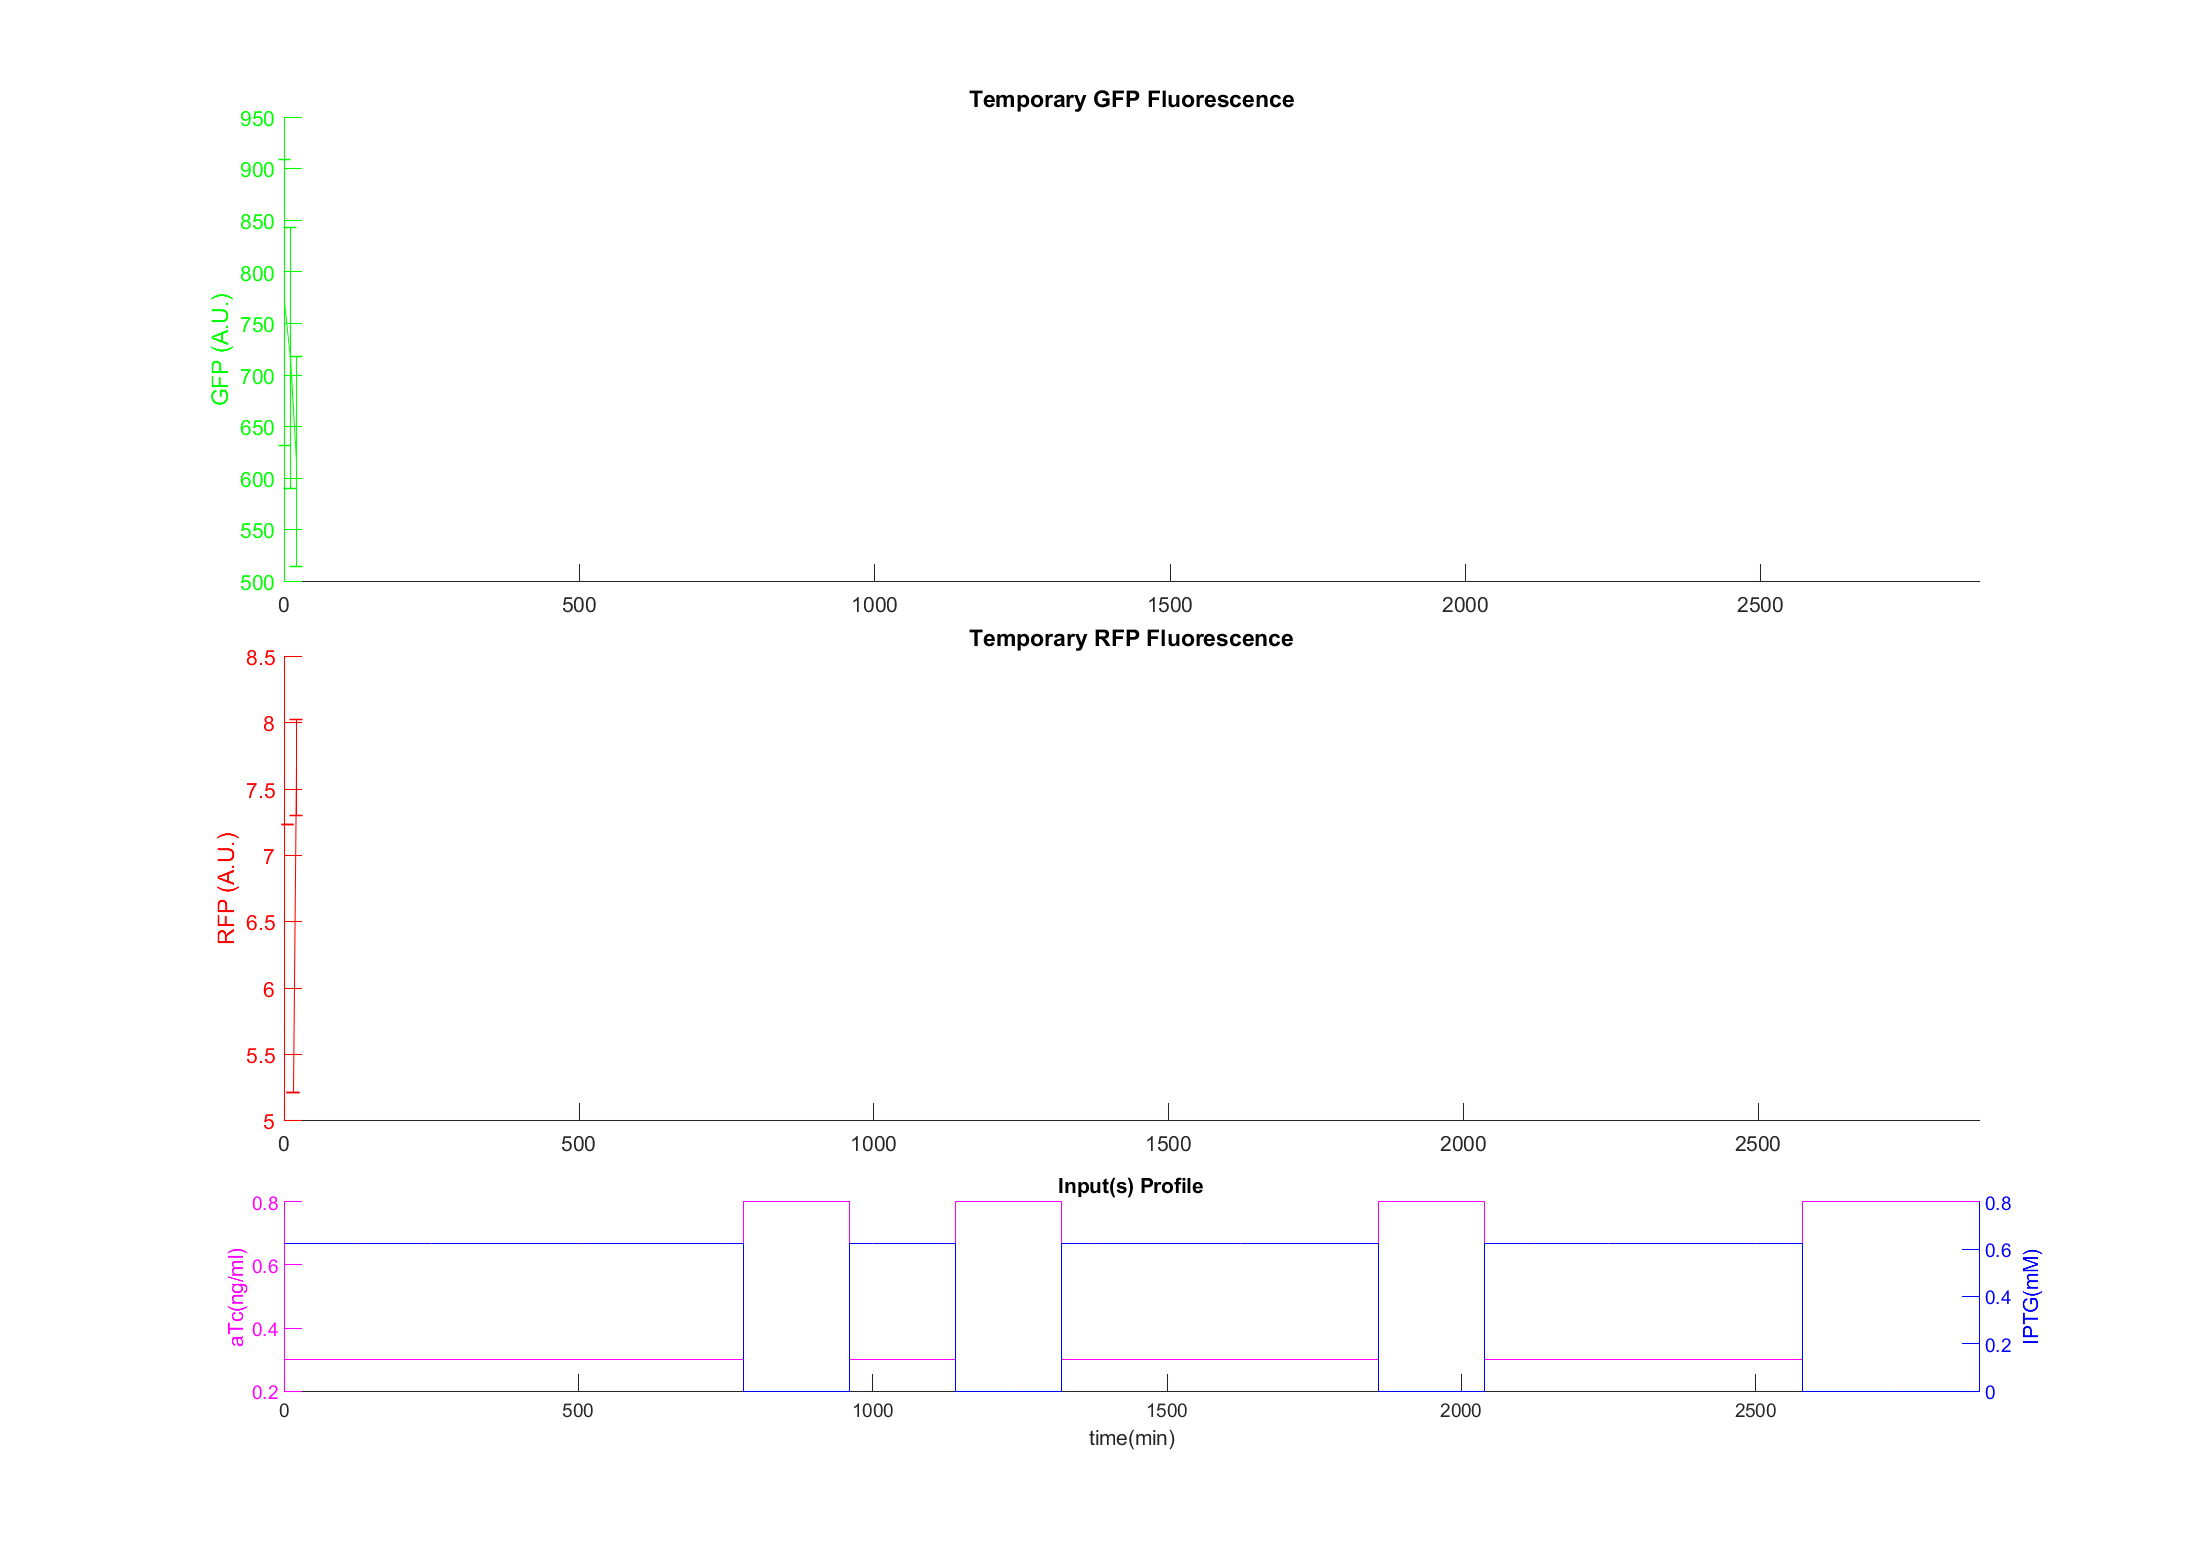 Temporary GFP Fluorescence
950
900
850
800
750
700
650
600
550
500
GFP (A.U.)
0 500 1000 1500 2000 2500
Temporary RFP Fluorescence
8.5
8
7.5
7
6.5
6
5.5
5
RFP (A.U.)
0 500 1000 1500 2000 2500
Input(s) Profile
0.8
0.6
0.4
0.2
aTc(ng/ml)
0.8
0.6
0.4
0.2
0
IPTG(mM)
0 500 1000 1500 2000 2500
time(min)